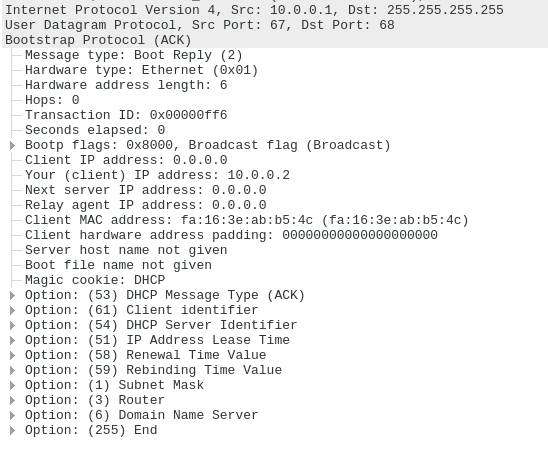 Internet Protocol Version 4, Src: 10.0.0.1, Dst: 255.255.255.255
User Datagram Protocol, Src Port: 67, Dst Port: 68
Bootstrap Protocol (ACK)
Message type: Boot Reply (2)
Hardware type: Ethernet (0x01)
Hardware address length: 6
Hops: 0
Transaction ID: 0x00000ff6
Seconds elapsed: 0
Bootp flags: 0x8000, Broadcast flag (Broadcast)
Client IP address: 0.0.0.0
Your (client) IP address: 10.0.0.2
Next server IP address: 0.0.0.0
Relay agent IP address: 0.0.0.0
Client MAC address: fa:16:3e:ab:b5:4c (fa:16:3e:ab:b5:4c)
Client hardware address padding: 00000000000000000000
Server host name not given
Boot file name not given
Magic cookie: DHCP
Option: (53) DHCP Message Type (ACK)
Option: (61) Client identifier
Option: (54) DHCP Server Identifier
Option: (51) IP Address Lease Time
Option: (58) Renewal Time Value
Option: (59) Rebinding Time Value
Option: (1) Subnet Mask
Option: (3) Router
Option: (6) Domain Name Server
Option: (255) End